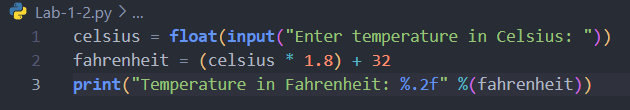 Lab-1-2.py > ...
1 celsius = float(input("Enter temperature in Celsius: "))
2 fahrenheit = (celsius * 1.8) + 32
3 print("Temperature in Fahrenheit: %.2f" %(fahrenheit))